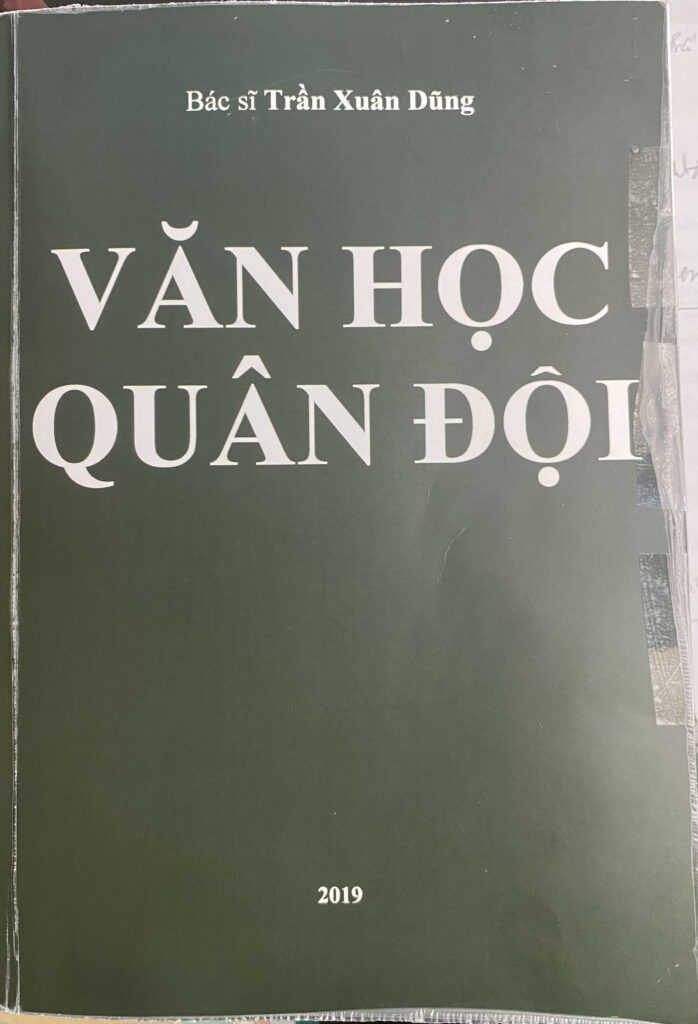 Bác sĩ Trần Xuân Dũng
VĂN HỌC
QUÂN ĐỘI
2019